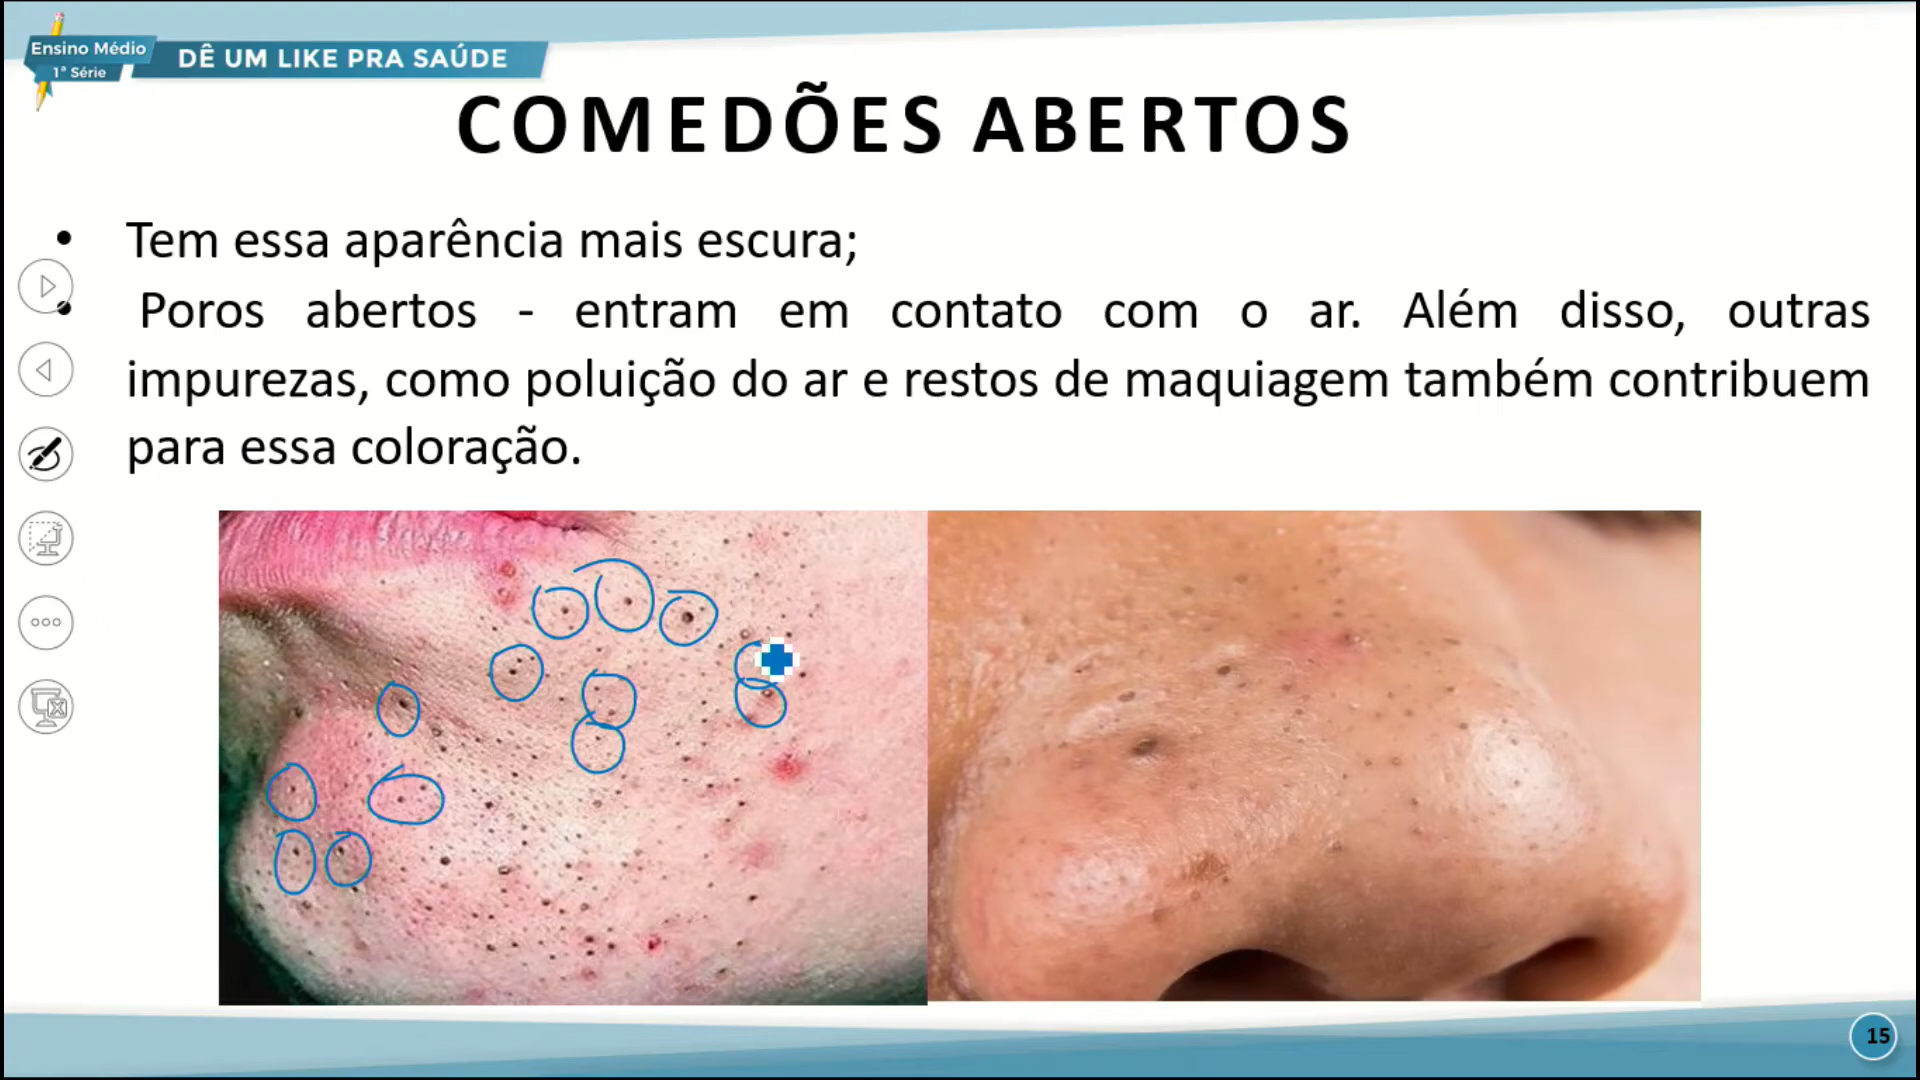 Ensino Médio
1ª Série
DÊ UM LIKE PRA SAÚDE
COMEDÕES ABERTOS
• Tem essa aparência mais escura;
• Poros abertos - entram em contato com o ar. Além disso, outras
impurezas, como poluição do ar e restos de maquiagem também contribuem
para essa coloração.
15